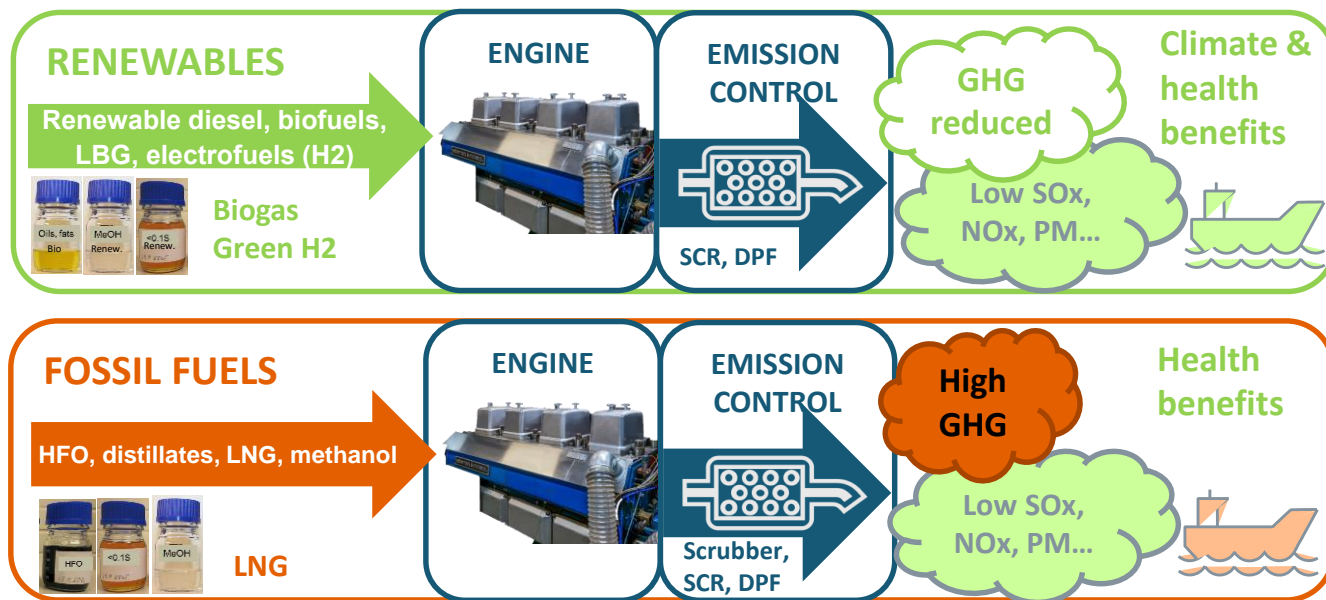 RENEWABLES
Renewable diesel, biofuels,
LBG, electrofuels (H2)
Oils, fats
Bio
MeOH
Renew.
<0.1S
Renew.
Biogas
Green H2
ENGINE
EMISSION
CONTROL
SCR, DPF
GHG
reduced
Low SOx,
NOx, PM…
Climate &
health
benefits
FOSSIL FUELS
HFO, distillates, LNG, methanol
HFO
<0.1S
MeOH
LNG
ENGINE
EMISSION
CONTROL
Scrubber,
SCR, DPF
High
GHG
Low SOx,
NOx, PM…
Health
benefits